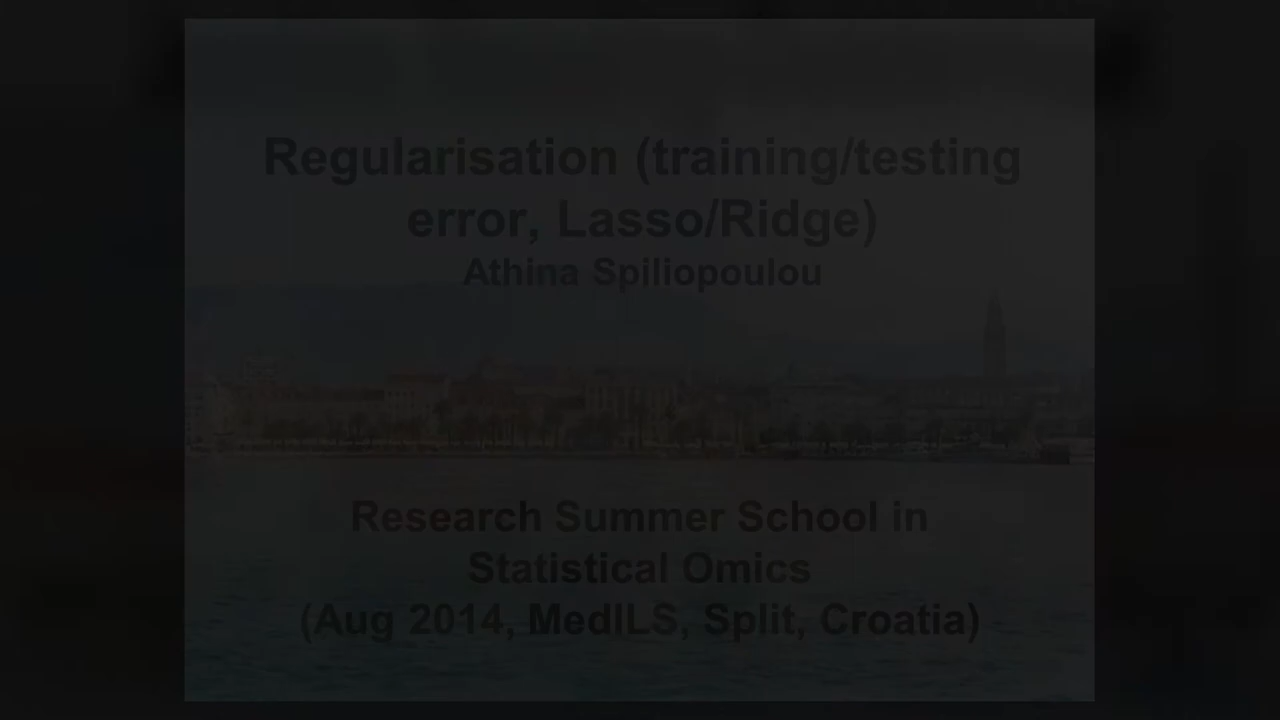 Regularisation (training/testing
error, Lasso/Ridge)
Athina Spiliopoulou
Research Summer School in
Statistical Omics
(Aug 2014, MedILS, Split, Croatia)